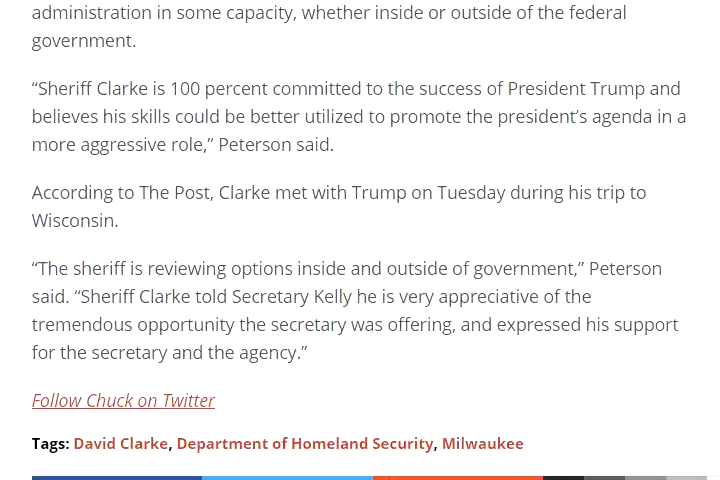 administration in some capacity, whether inside or outside of the federal
government.
“Sheriff Clarke is 100 percent committed to the success of President Trump and
believes his skills could be better utilized to promote the president’s agenda in a
more aggressive role,” Peterson said.
According to The Post, Clarke met with Trump on Tuesday during his trip to
Wisconsin.
“The sheriff is reviewing options inside and outside of government,” Peterson
said. “Sheriff Clarke told Secretary Kelly he is very appreciative of the
tremendous opportunity the secretary was offering, and expressed his support
for the secretary and the agency.”
Follow Chuck on Twitter
Tags: David Clarke, Department of Homeland Security, Milwaukee